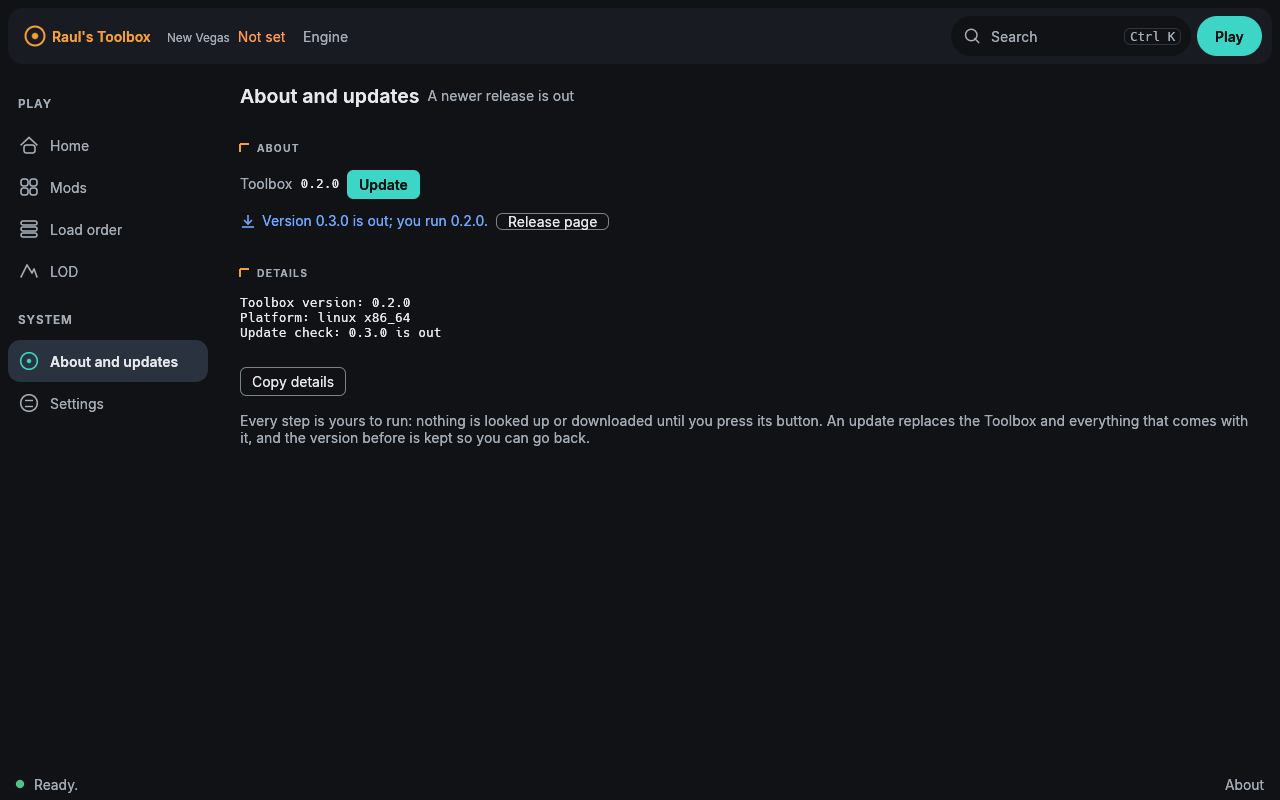 Raul's Toolbox New Vegas Not set Engine Search Ctrl K Play
PLAY
Home
Mods
Load order
LOD
SYSTEM
About and updates
Settings
About and updates A newer release is out
ABOUT
Toolbox 0.2.0 Update
Version 0.3.0 is out; you run 0.2.0. Release page
DETAILS
Toolbox version: 0.2.0
Platform: linux x86_64
Update check: 0.3.0 is out
Copy details
Every step is yours to run: nothing is looked up or downloaded until you press its button. An update replaces the Toolbox and everything that comes with
it, and the version before is kept so you can go back.
Ready. About